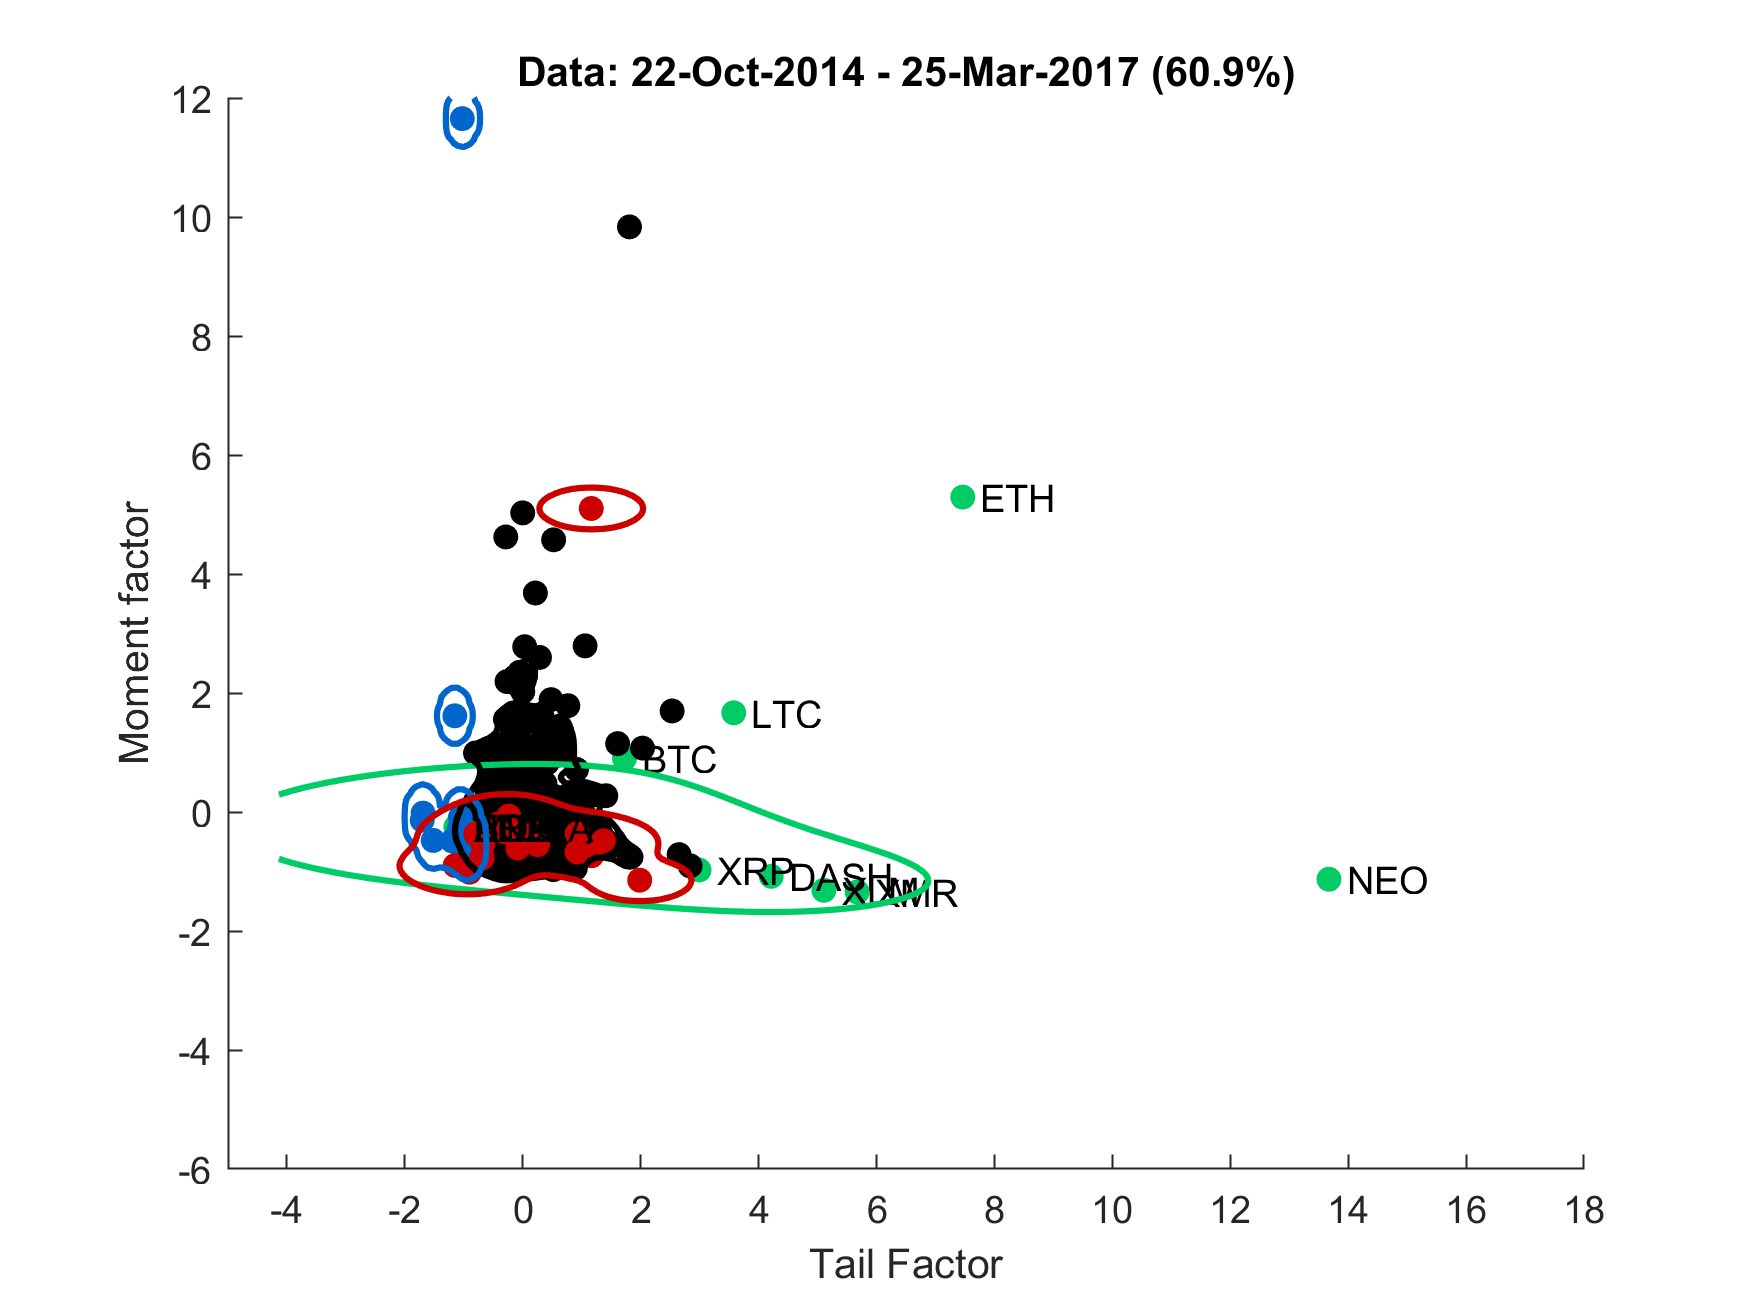 Data: 22-Oct-2014 - 25-Mar-2017 (60.9%)
12
10
8
6
4
2
0
-2
-4
-6
Moment factor
ETH
LTC
BTC
XRP
DASH
XMR
NEO
-4 -2 0 2 4 6 8 10 12 14 16 18
Tail Factor